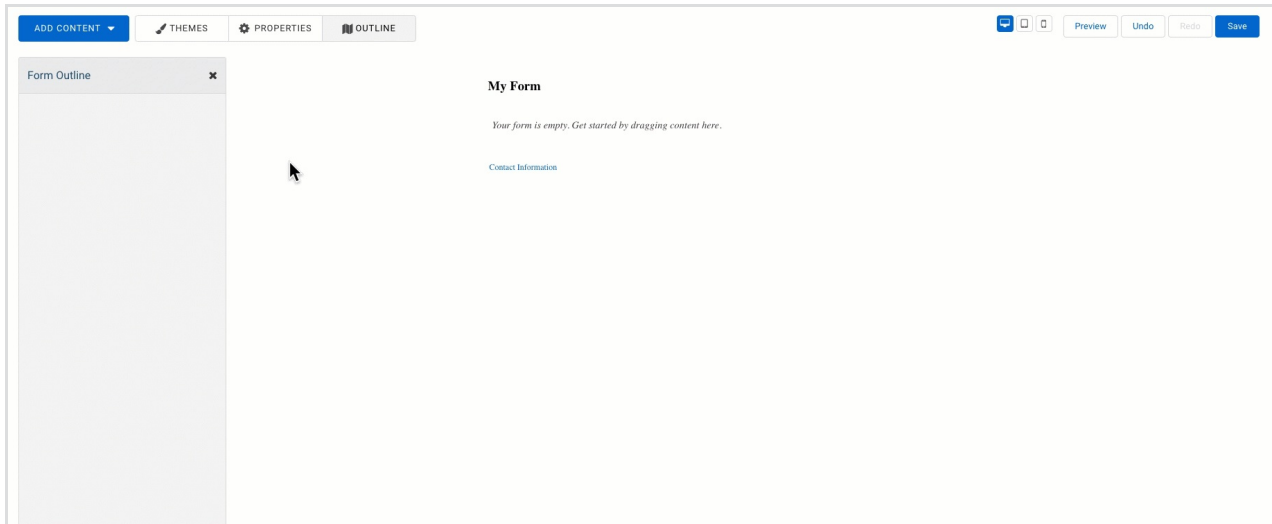 ADD CONTENT THEMES PROPERTIES OUTLINE Preview Undo Redo Save
Form Outline
My Form
Your form is empty. Get started by dragging content here.
Contact Information